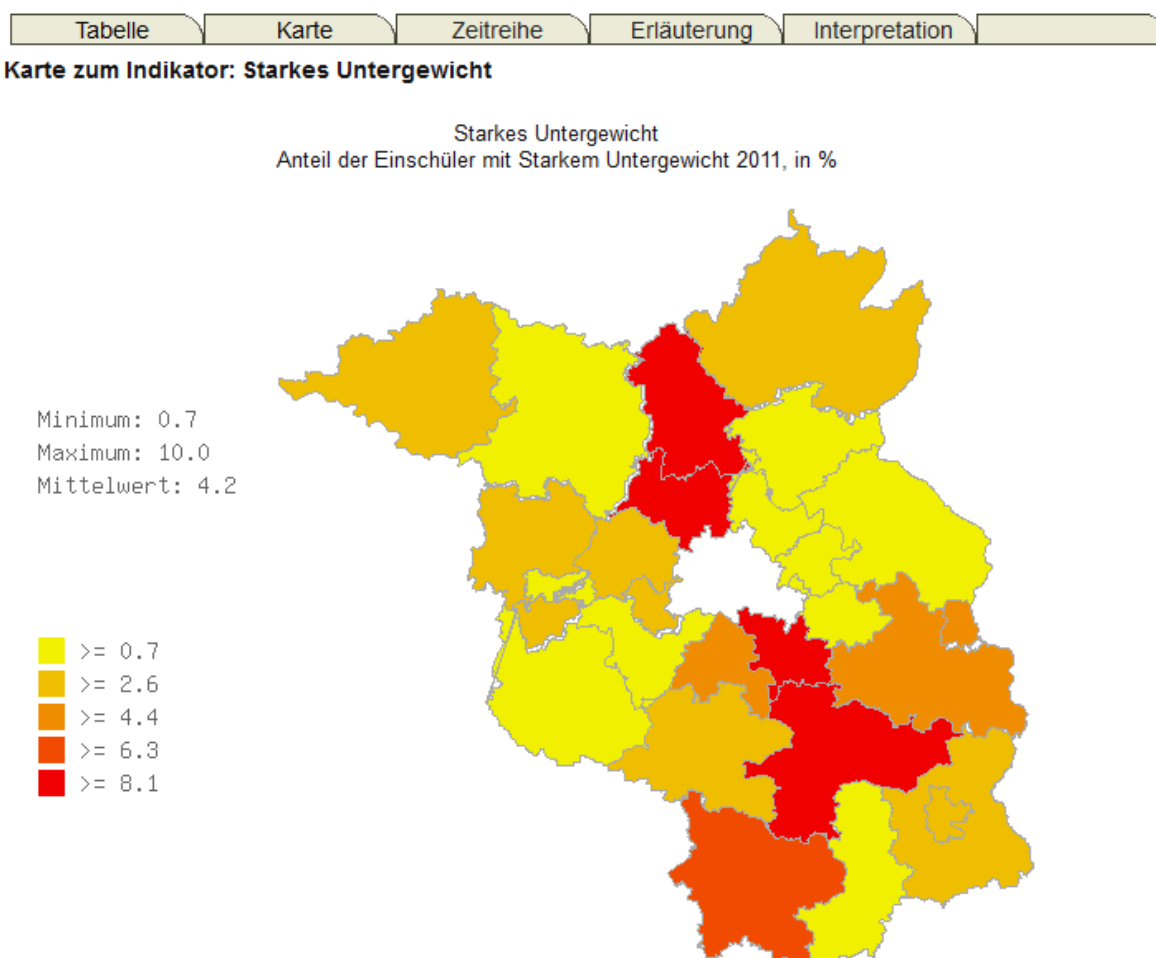 Tabelle Karte Zeitreihe Erläuterung Interpretation
Karte zum Indikator: Starkes Untergewicht
Starkes Untergewicht
Anteil der Einschüler mit Starkem Untergewicht 2011, in %
Minimum: 0.7
Maximum: 10.0
Mittelwert: 4.2
>= 0.7
>= 2.6
>= 4.4
>= 6.3
>= 8.1